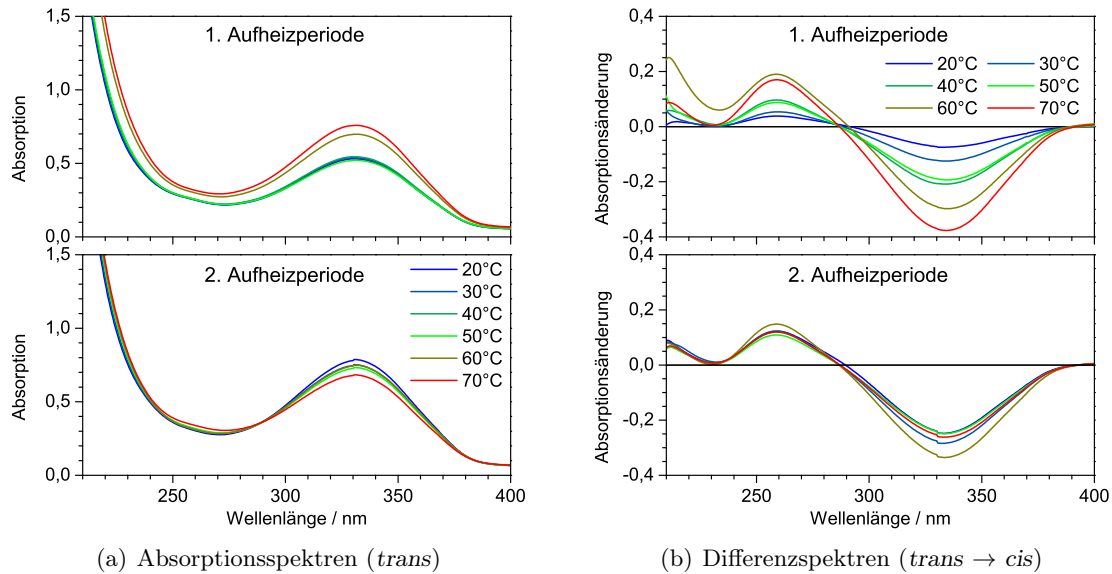 1,5
1. Aufheizperiode
1,0
0,5
0,0
Absorption
1,5
2. Aufheizperiode
20°C
30°C
40°C
50°C
60°C
70°C
1,0
0,5
0,0
Absorption
250 300 350 400
Wellenlänge / nm
(a) Absorptionsspektren (trans)
0,4
1. Aufheizperiode
20°C 30°C
40°C 50°C
60°C 70°C
0,2
0,0
-0,2
-0,4
Absorptionsänderung
0,4
2. Aufheizperiode
0,2
0,0
-0,2
-0,4
Absorptionsänderung
250 300 350 400
Wellenlänge / nm
(b) Differenzspektren (trans → cis)